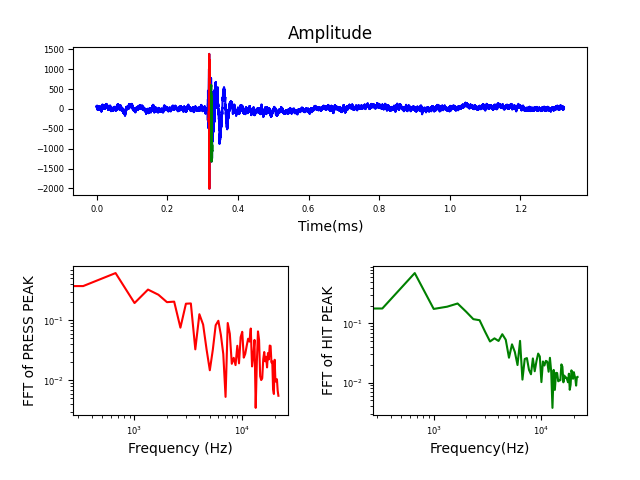 Amplitude
1500
1000
500
0
−500
−1000
−1500
−2000
0.0 0.2 0.4 0.6 0.8 1.0 1.2
Time(ms)
FFT of PRESS PEAK
10⁻¹
10⁻²
10³ 10⁴
Frequency (Hz)
FFT of HIT PEAK
10⁻¹
10⁻²
10³ 10⁴
Frequency(Hz)